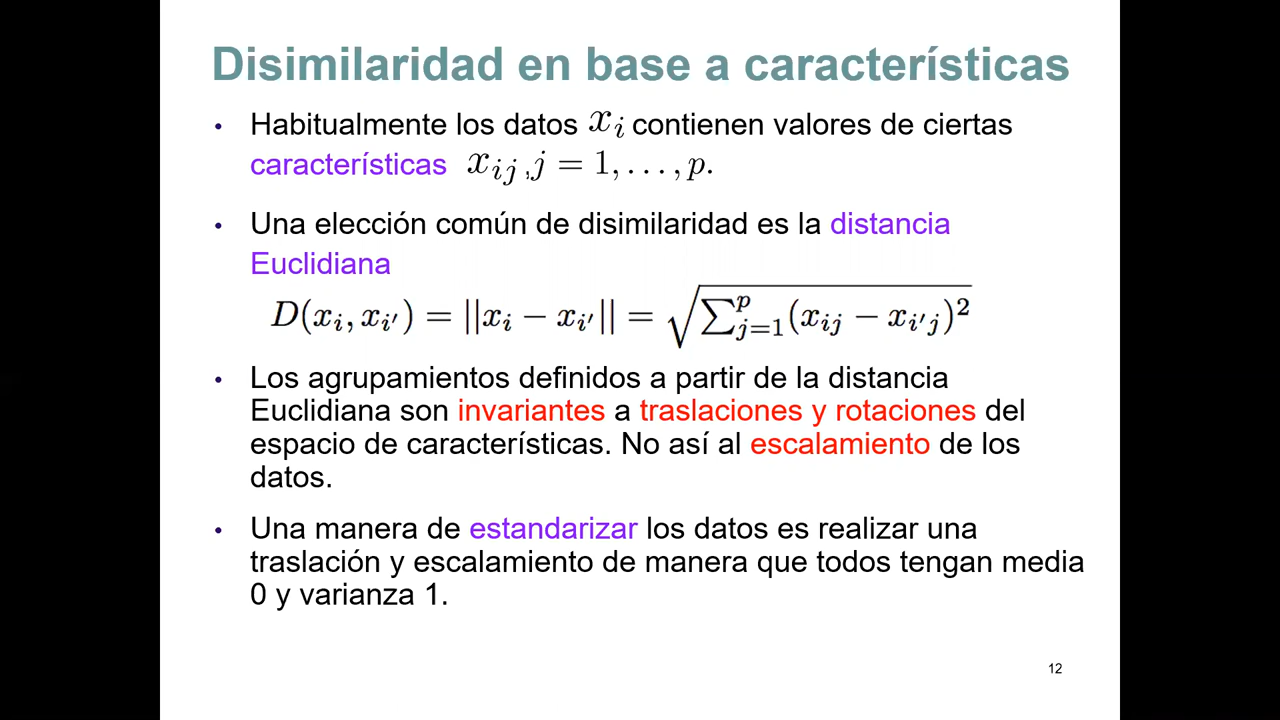 Disimilaridad en base a características
• Habitualmente los datos x_i contienen valores de ciertas
características x_{ij}, j = 1, . . . , p.
• Una elección común de disimilaridad es la distancia
Euclidiana
D(x_i, x_{i'}) = ||x_i − x_{i'}|| = √(∑_{j=1}^{p}(x_{ij} − x_{i'j})²)
• Los agrupamientos definidos a partir de la distancia
Euclidiana son invariantes a traslaciones y rotaciones del
espacio de características. No así al escalamiento de los
datos.
• Una manera de estandarizar los datos es realizar una
traslación y escalamiento de manera que todos tengan media
0 y varianza 1.
12